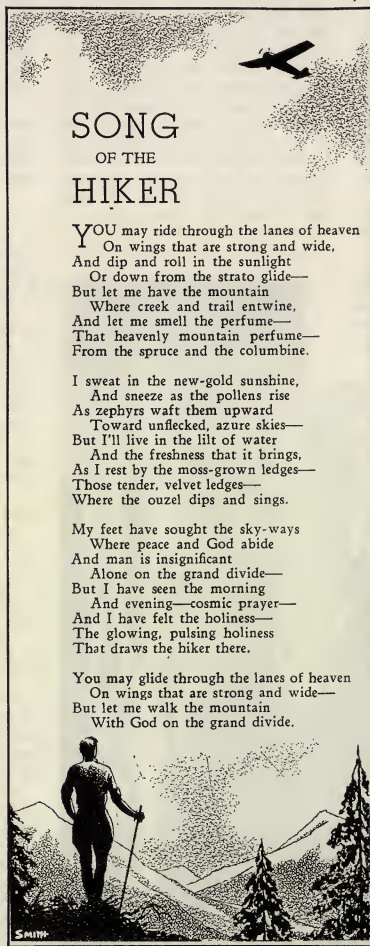 SONG
OF THE
HIKER
YOU may ride through the lanes of heaven
On wings that are strong and wide,
And dip and roll in the sunlight
Or down from the strato glide—
But let me have the mountain
Where creek and trail entwine,
And let me smell the perfume—
That heavenly mountain perfume—
From the spruce and the columbine.
I sweat in the new-gold sunshine,
And sneeze as the pollens rise
As zephyrs waft them upward
Toward unflecked, azure skies—
But I'll live in the lilt of water
And the freshness that it brings,
As I rest by the moss-grown ledges—
Those tender, velvet ledges—
Where the ouzel dips and sings.
My feet have sought the sky-ways
Where peace and God abide
And man is insignificant
Alone on the grand divide—
But I have seen the morning
And evening—cosmic prayer—
And I have felt the holiness—
The glowing, pulsing holiness
That draws the hiker there.
You may glide through the lanes of heaven
On wings that are strong and wide—
But let me walk the mountain
With God on the grand divide.
SMITH